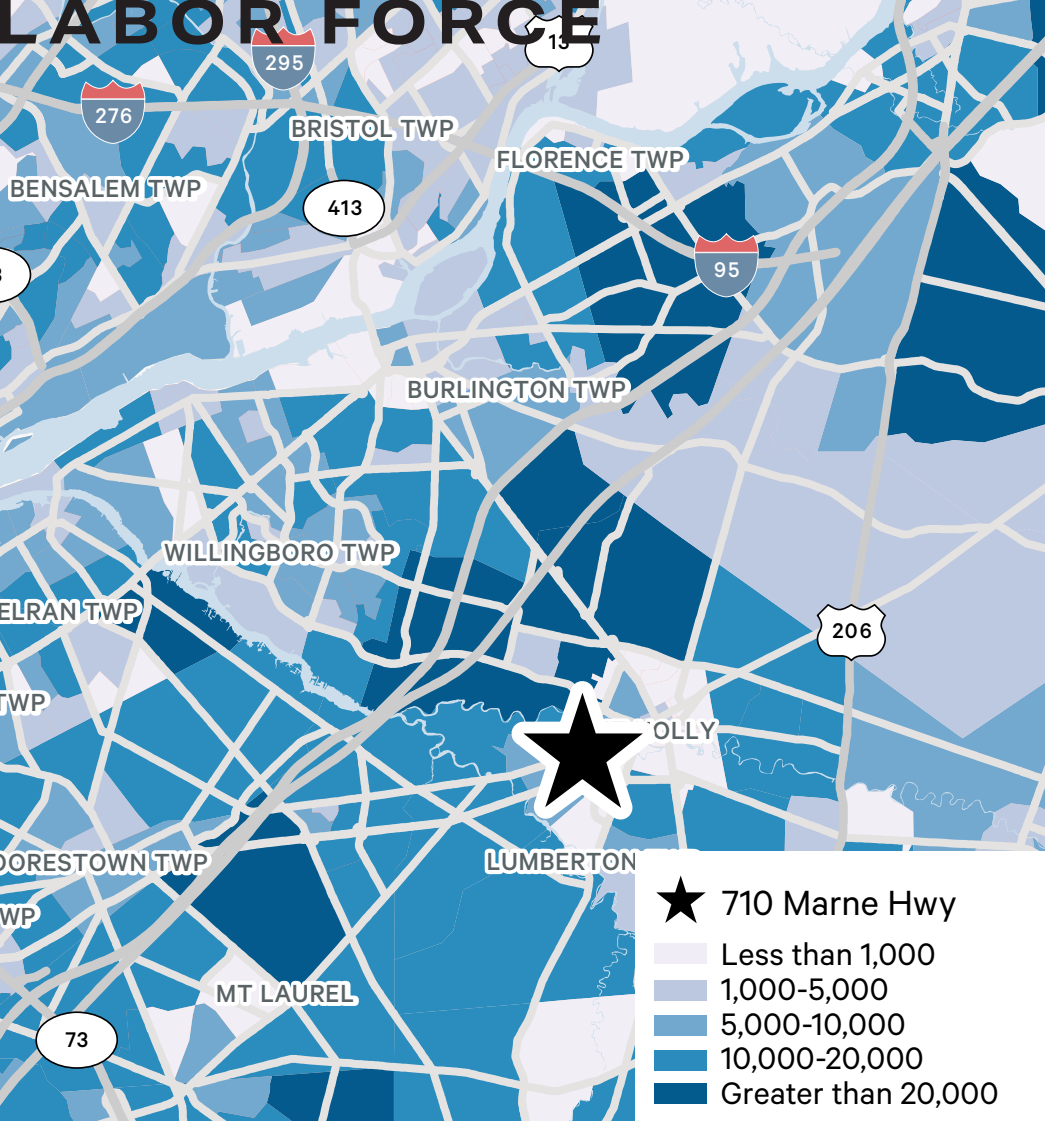 LABOR FORCE
13
295
276
BRISTOL TWP
FLORENCE TWP
BENSALEM TWP
413
95
BURLINGTON TWP
WILLINGBORO TWP
ELRAN TWP
206
TWP
OLLY
OORESTOWN TWP
LUMBERTON
WP
MT LAUREL
73
710 Marne Hwy
Less than 1,000
1,000-5,000
5,000-10,000
10,000-20,000
Greater than 20,000